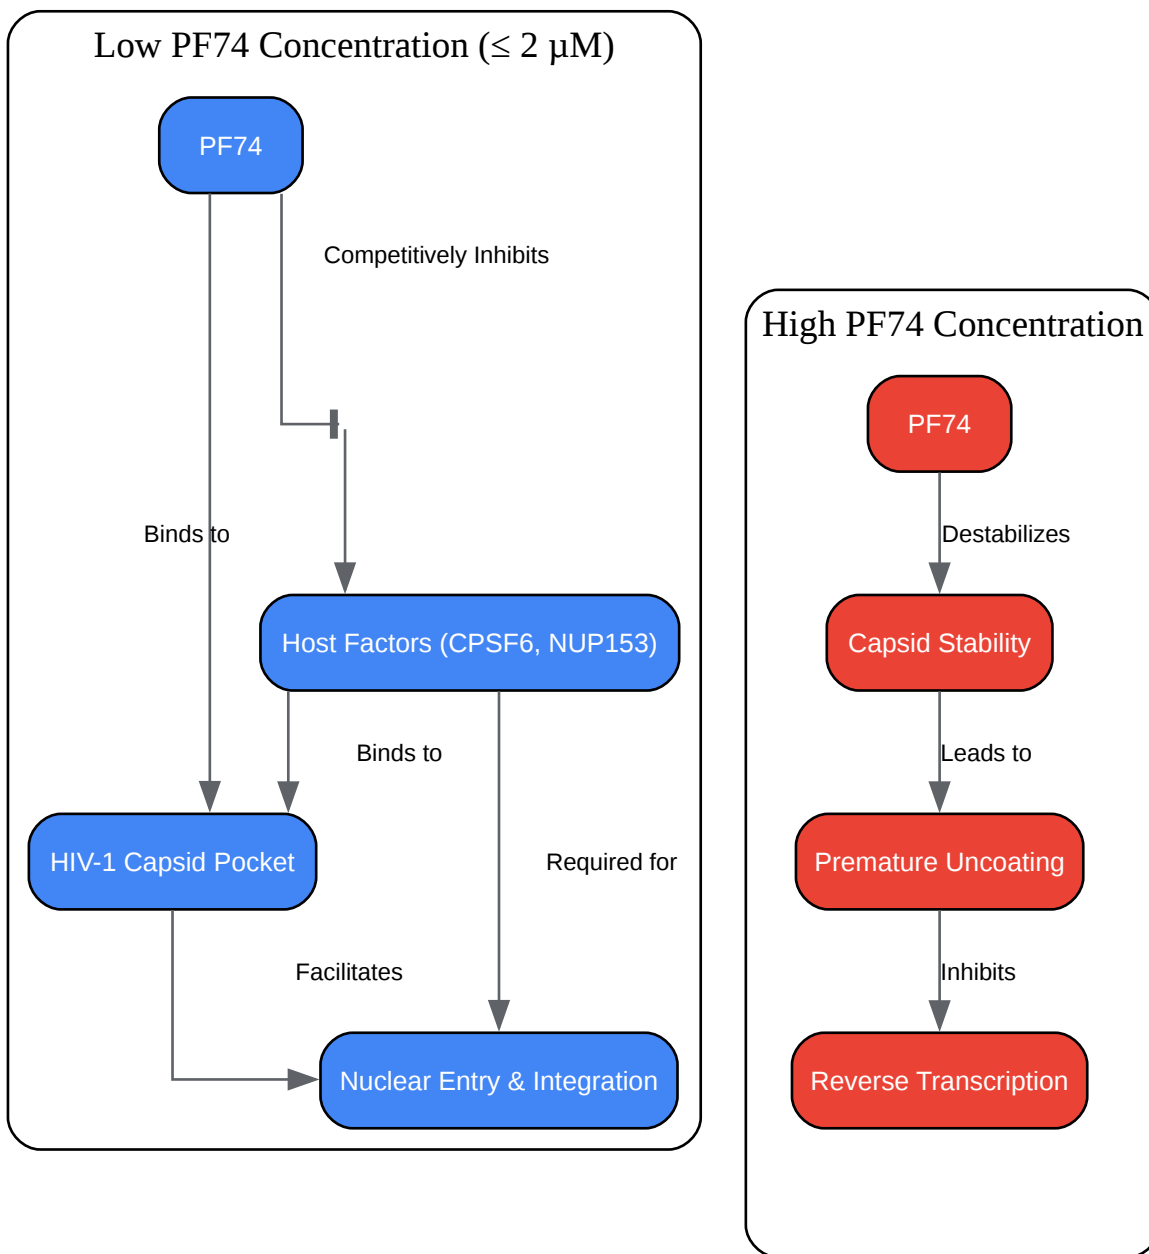 Low PF74 Concentration (≤ 2 µM)
PF74
Competitively Inhibits
Binds to
Host Factors (CPSF6, NUP153)
Binds to
HIV-1 Capsid Pocket
Required for
Facilitates
Nuclear Entry & Integration
High PF74 Concentration
PF74
Destabilizes
Capsid Stability
Leads to
Premature Uncoating
Inhibits
Reverse Transcription